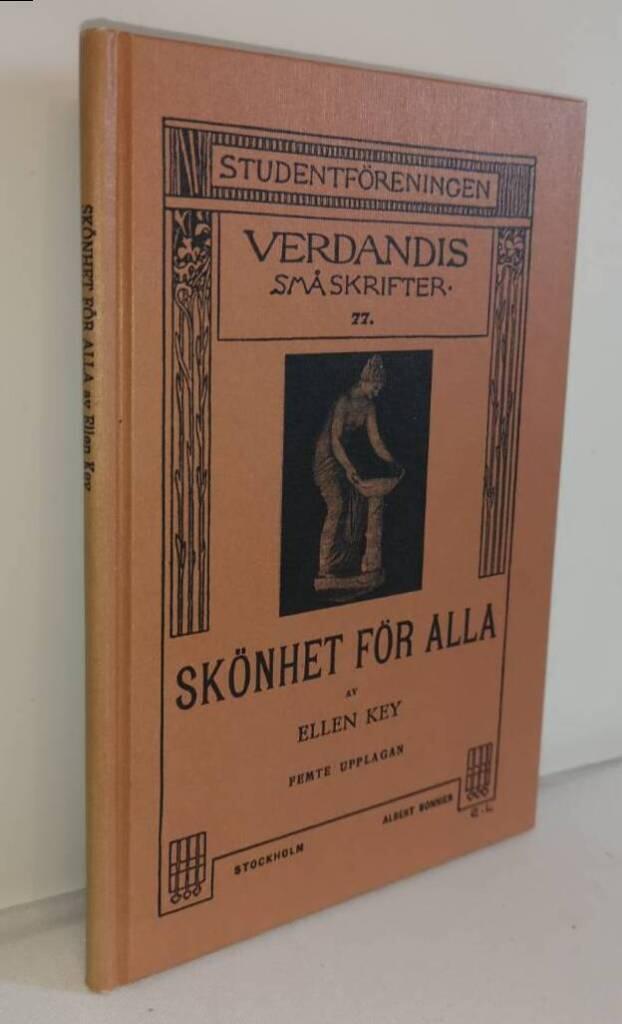 STUDENTFÖRENINGEN
VERDANDIS
SMÅSKRIFTER.
77.
SKÖNHET FÖR ALLA
AV
ELLEN KEY
FEMTE UPPLAGAN
STOCKHOLM
ALBERT BONNIER
G-L
SKÖNHET FÖR ALLA av Ellen Key